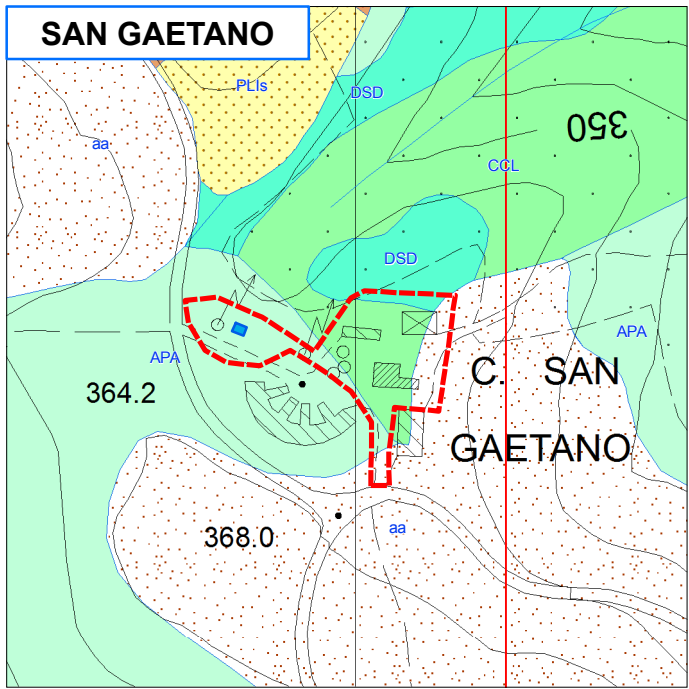 SAN GAETANO
PLIs
DSD
350
aa
CCL
DSD
APA
APA
C. SAN
364.2
GAETANO
368.0
aa